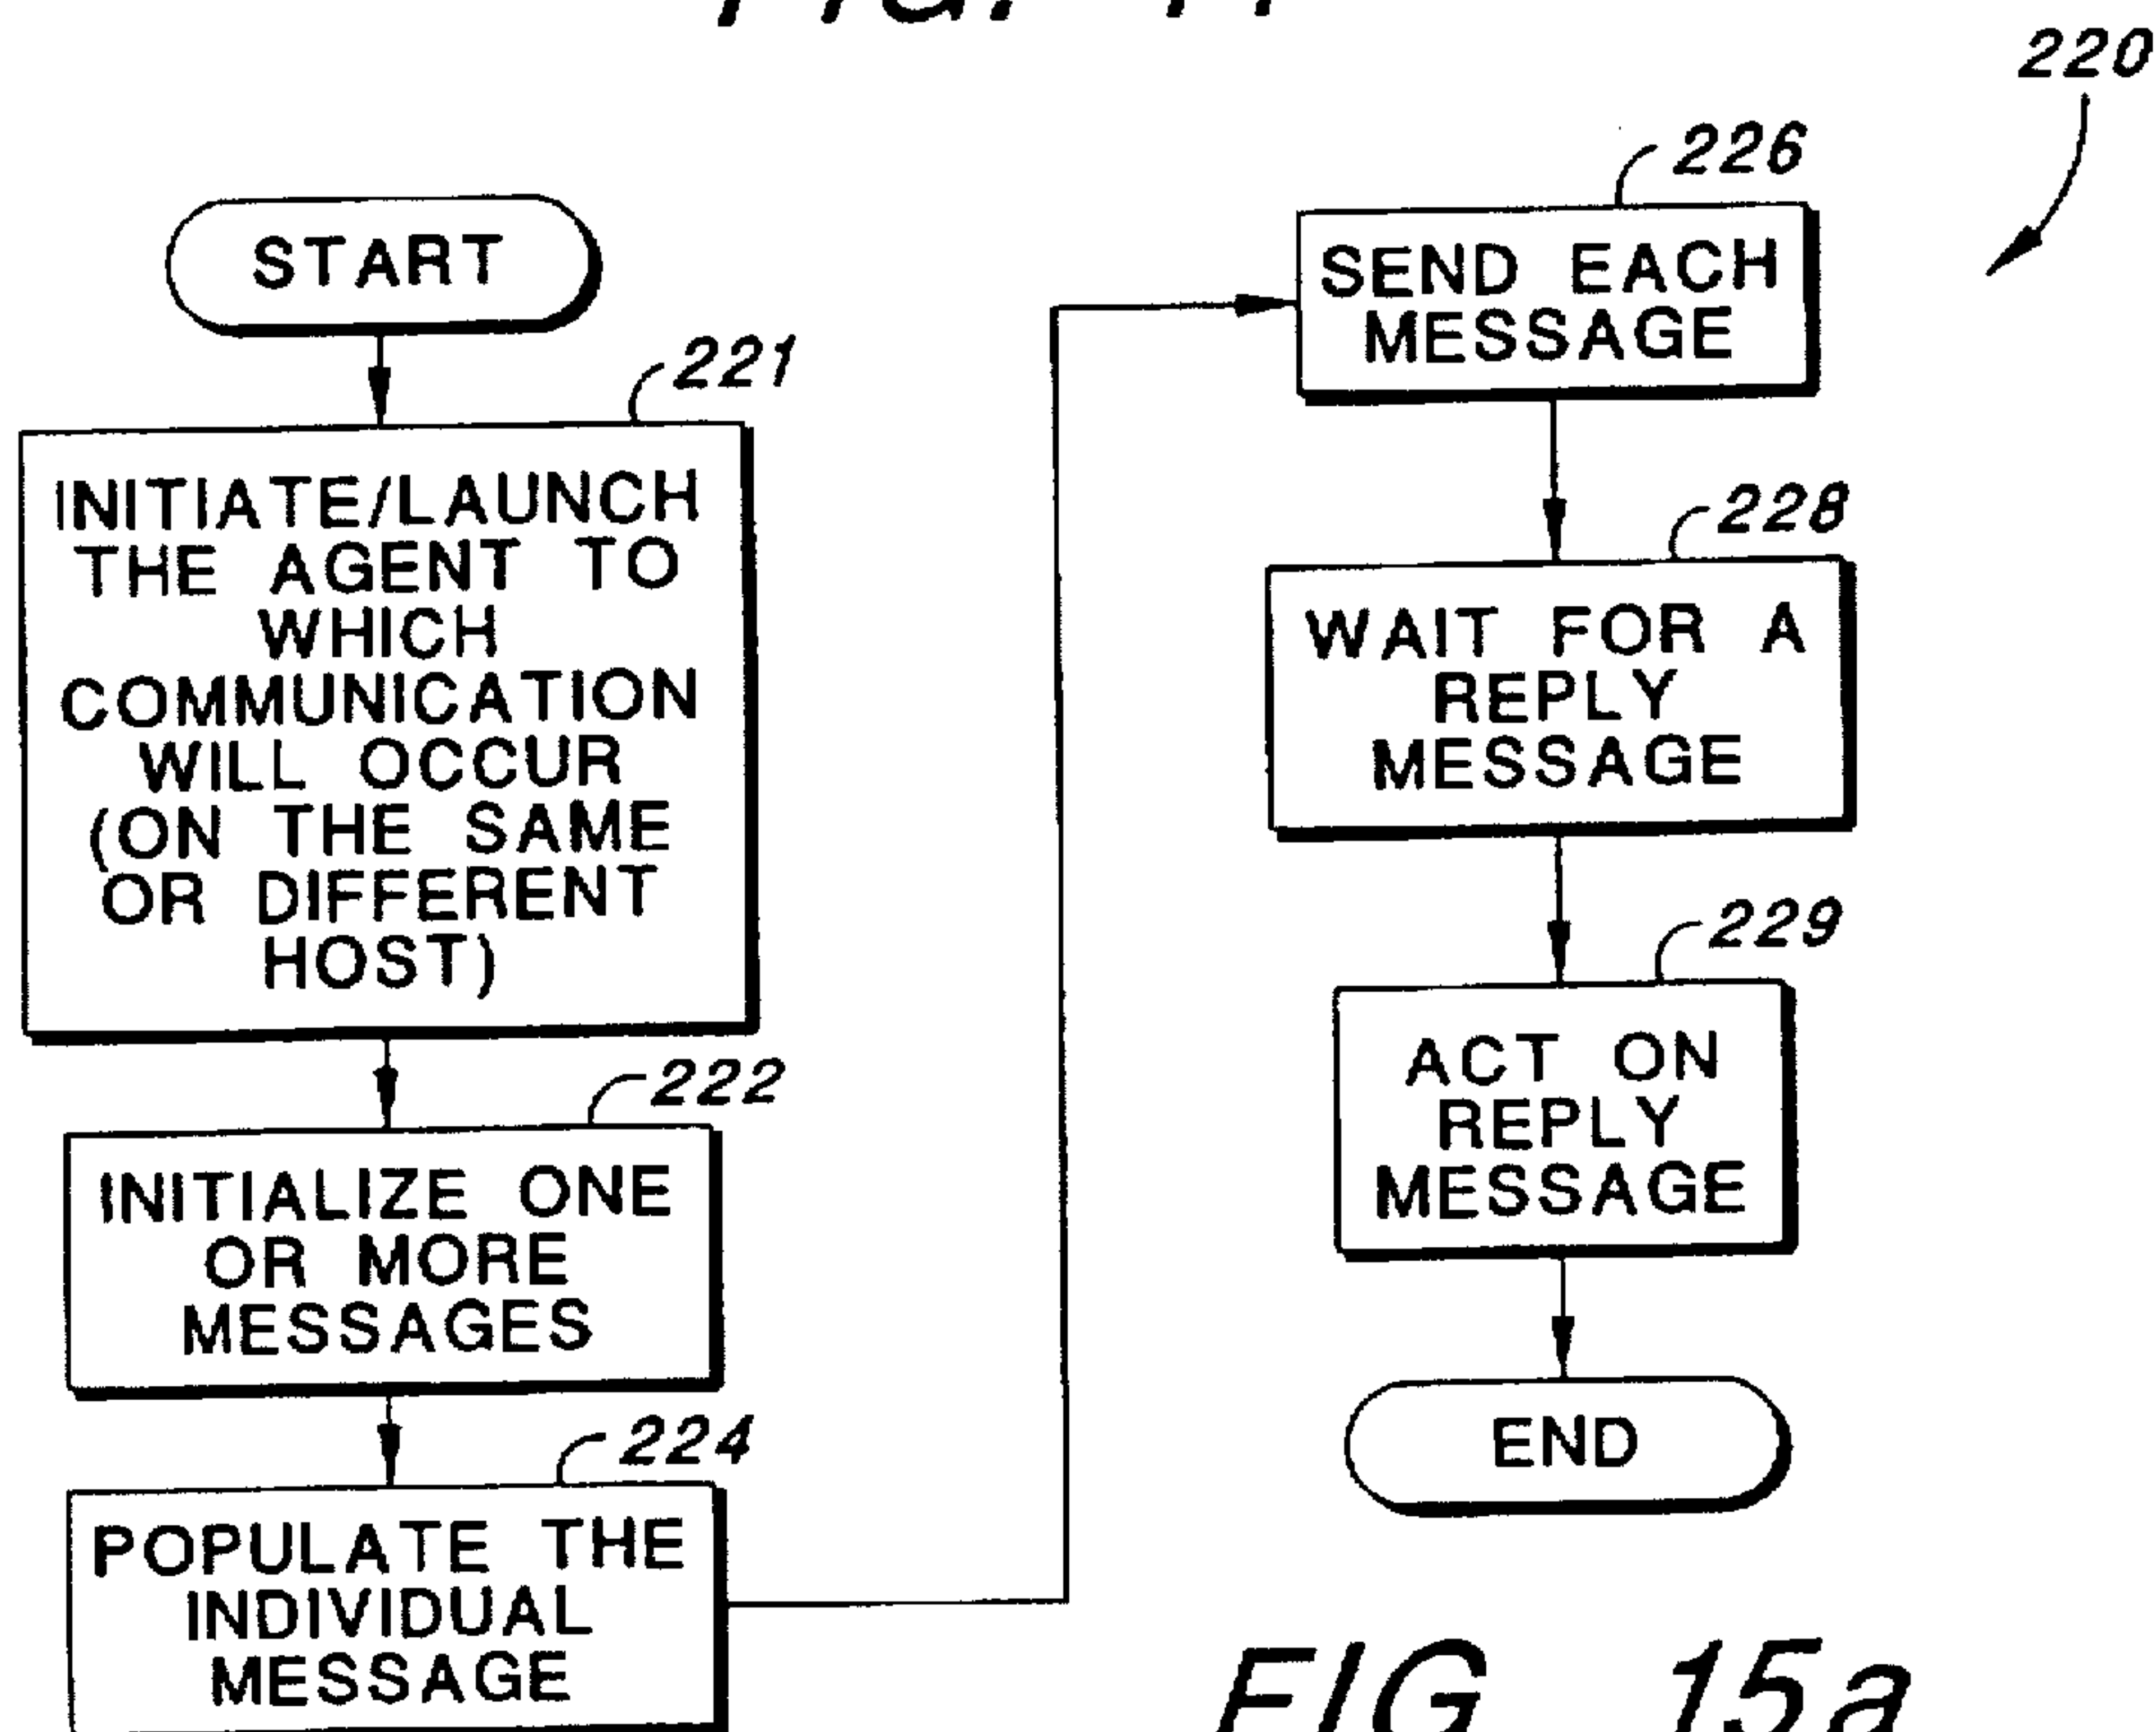 220
START
221
INITIATE/LAUNCH
THE AGENT TO
WHICH
COMMUNICATION
WILL OCCUR
(ON THE SAME
OR DIFFERENT
HOST)
222
INITIALIZE ONE
OR MORE
MESSAGES
224
POPULATE THE
INDIVIDUAL
MESSAGE
226
SEND EACH
MESSAGE
228
WAIT FOR A
REPLY
MESSAGE
229
ACT ON
REPLY
MESSAGE
END
FIG 15a